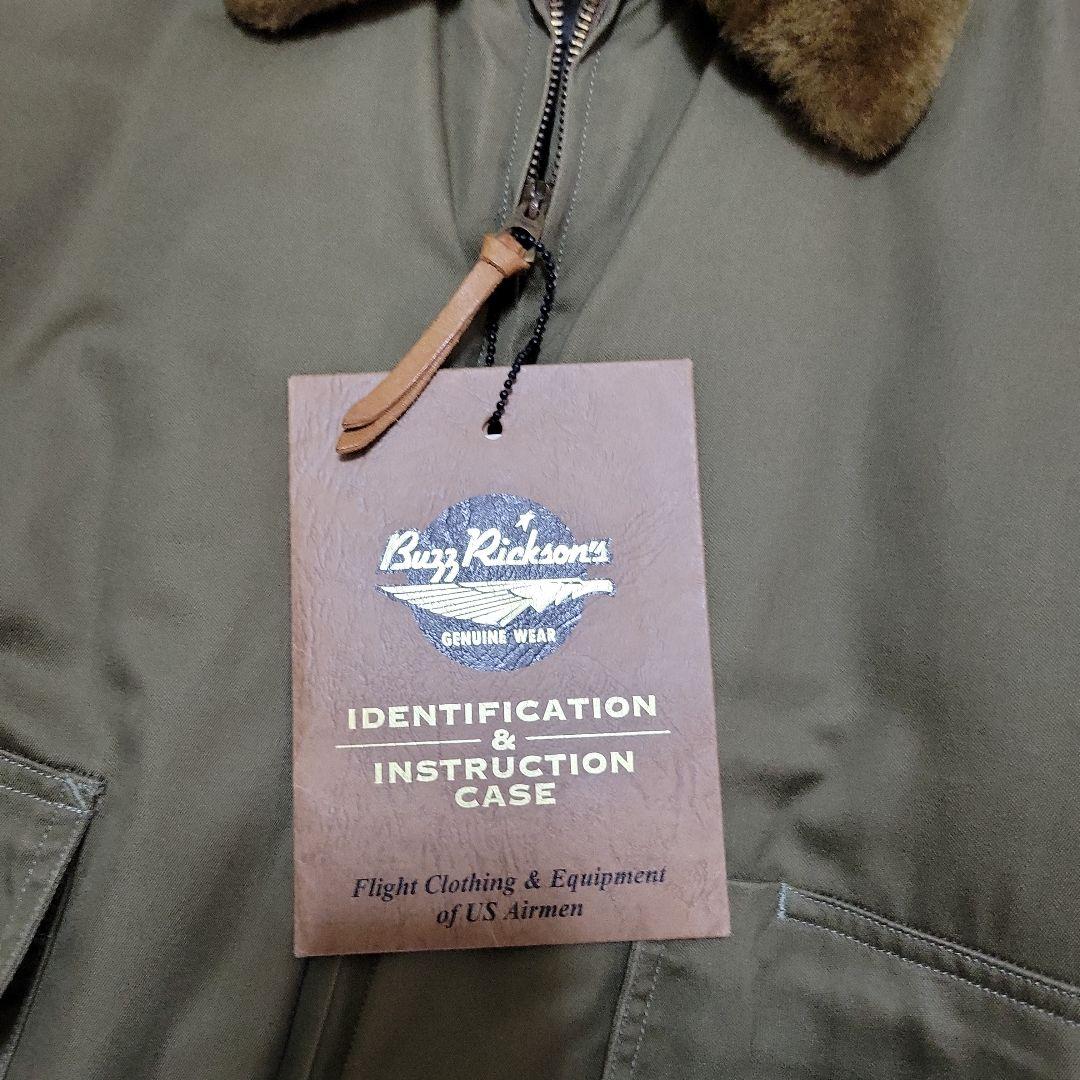 Buzz Rickson's
GENUINE WEAR
IDENTIFICATION
&
INSTRUCTION
CASE
Flight Clothing & Equipment
of US Airmen